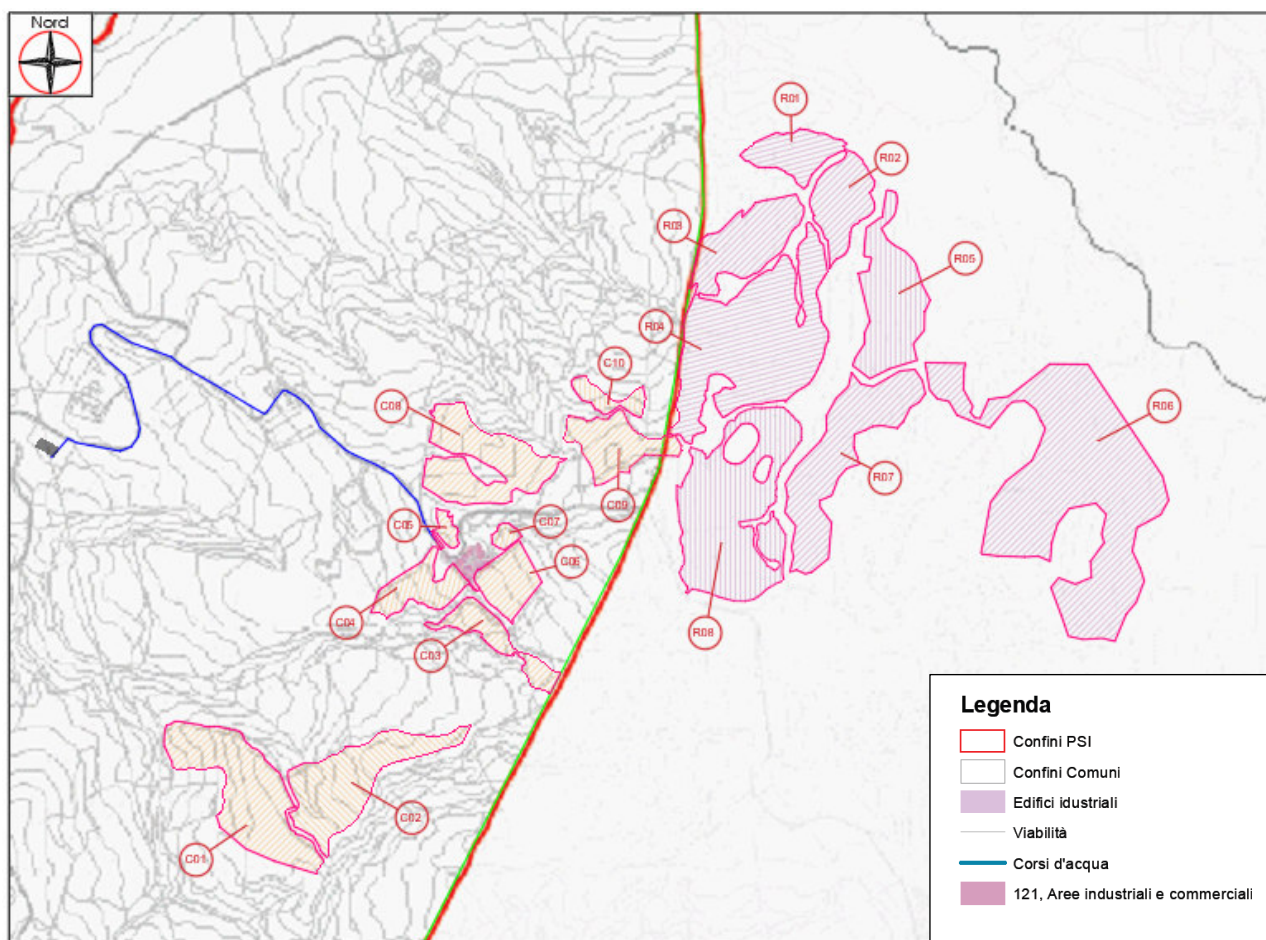 Nord
R01
R02
R03
R05
R04
C10
C08
R06
R07
C09
C05
C07
C06
C04
R08
C03
C02
C01
Legenda
Confini PSI
Confini Comuni
Edifici idustriali
Viabilità
Corsi d'acqua
121, Aree industriali e commerciali